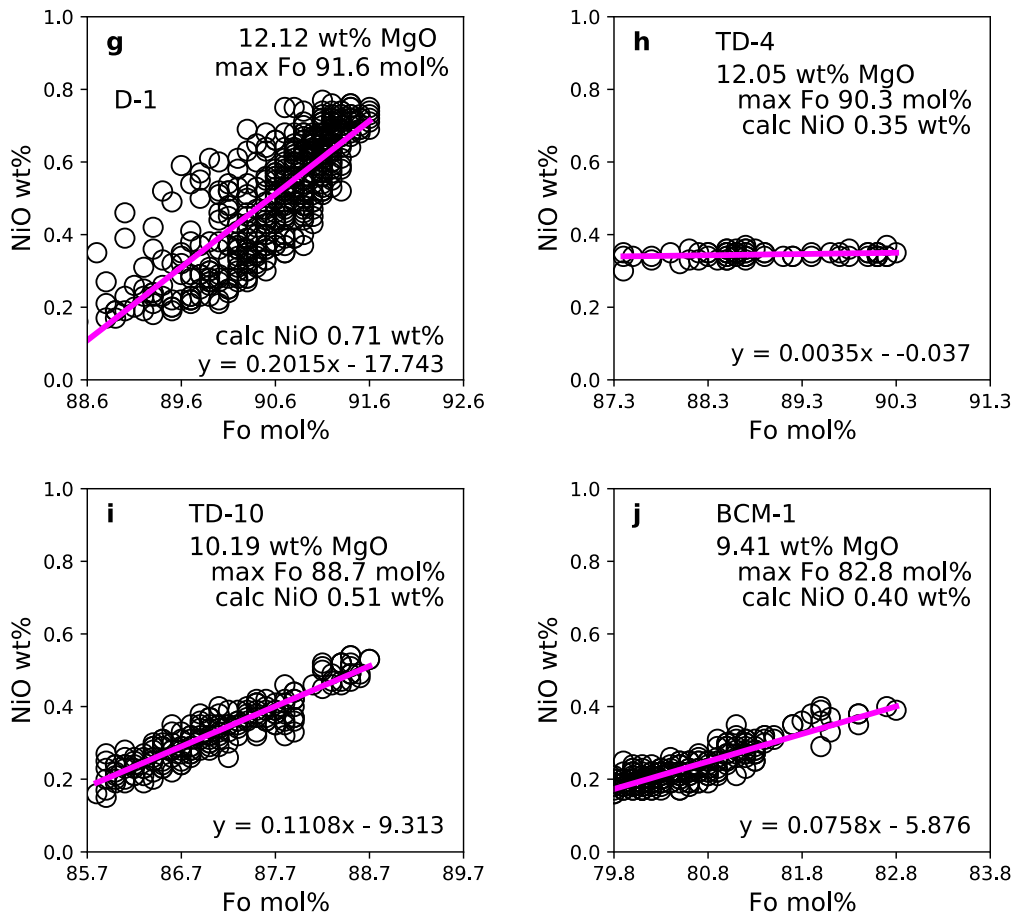 g
12.12 wt% MgO
max Fo 91.6 mol%
D-1
calc NiO 0.71 wt%
y = 0.2015x - 17.743
1.0
0.8
0.6
0.4
0.2
0.0
NiO wt%
88.6 89.6 90.6 91.6 92.6
Fo mol%
h TD-4
12.05 wt% MgO
max Fo 90.3 mol%
calc NiO 0.35 wt%
y = 0.0035x - -0.037
1.0
0.8
0.6
0.4
0.2
0.0
NiO wt%
87.3 88.3 89.3 90.3 91.3
Fo mol%
i TD-10
10.19 wt% MgO
max Fo 88.7 mol%
calc NiO 0.51 wt%
y = 0.1108x - 9.313
1.0
0.8
0.6
0.4
0.2
0.0
NiO wt%
85.7 86.7 87.7 88.7 89.7
Fo mol%
j BCM-1
9.41 wt% MgO
max Fo 82.8 mol%
calc NiO 0.40 wt%
y = 0.0758x - 5.876
1.0
0.8
0.6
0.4
0.2
0.0
NiO wt%
79.8 80.8 81.8 82.8 83.8
Fo mol%